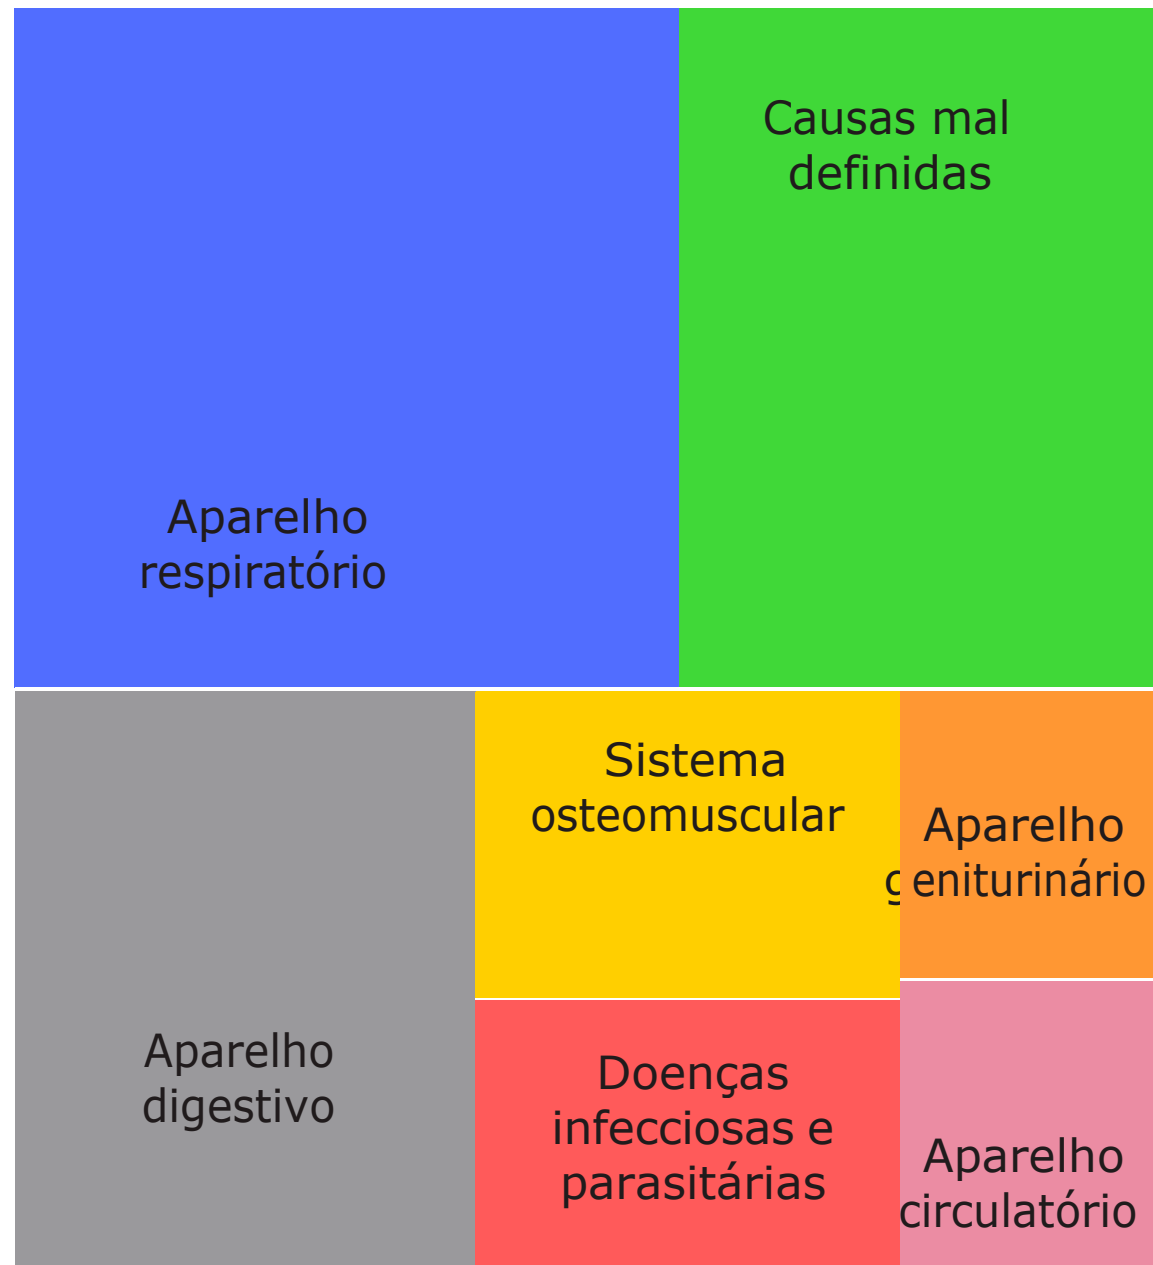 Causas mal
definidas
Aparelho
respiratório
Sistema
osteomuscular
Aparelho
geniturinário
Aparelho
digestivo
Doenças
infecciosas e
parasitárias
Aparelho
circulatório